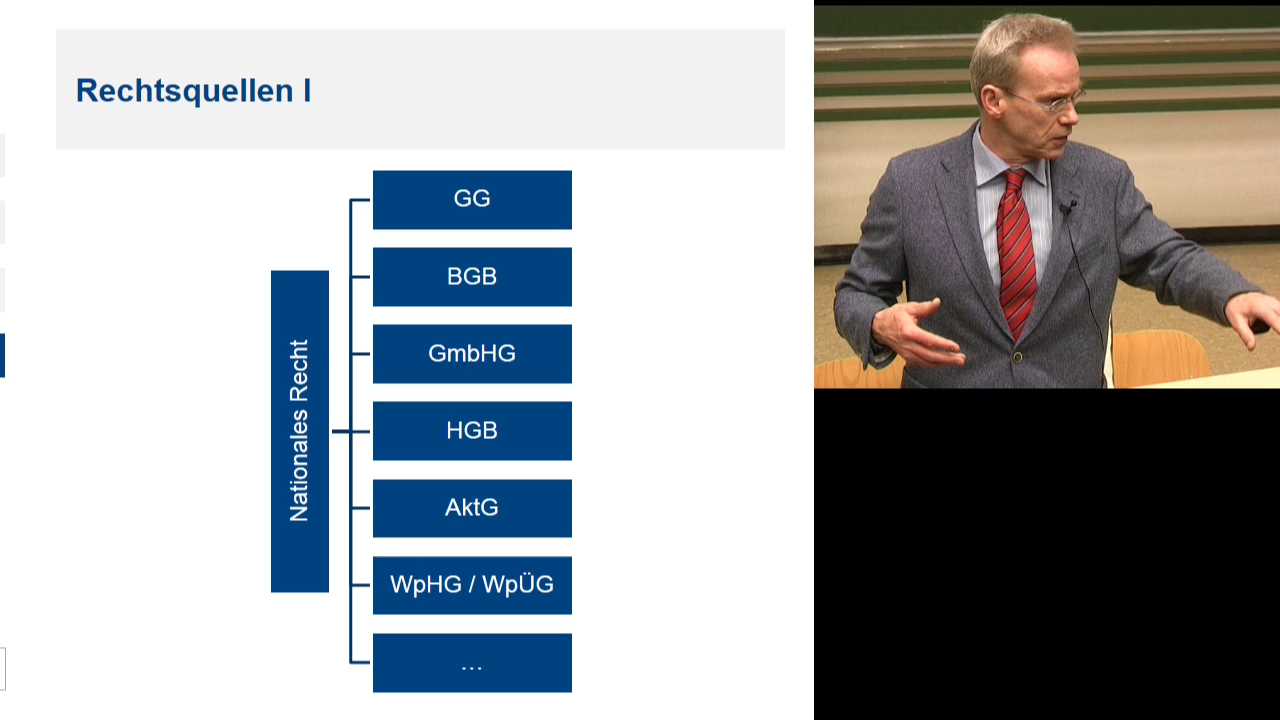 Rechtsquellen I
Nationales Recht
GG
BGB
GmbHG
HGB
AktG
WpHG / WpÜG
...